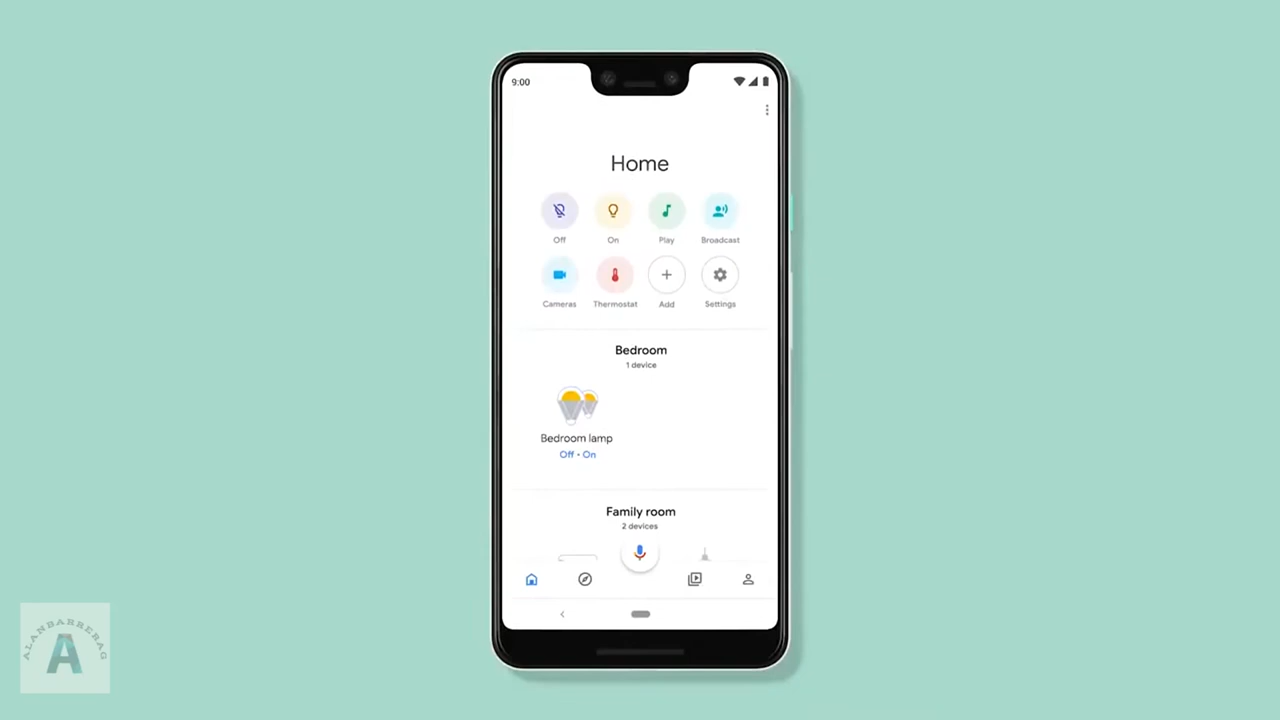 9:00
Home
Off
On
Play
Broadcast
Cameras
Thermostat
Add
Settings
Bedroom
1 device
Bedroom lamp
Off • On
Family room
2 devices
ALANBARREBAG
A